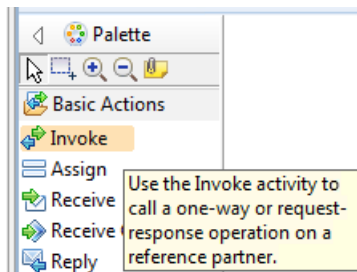 Palette
Basic Actions
Invoke
Assign
Use the Invoke activity to
call a one-way or request-
response operation on a
reference partner.
Receive
Receive
Reply